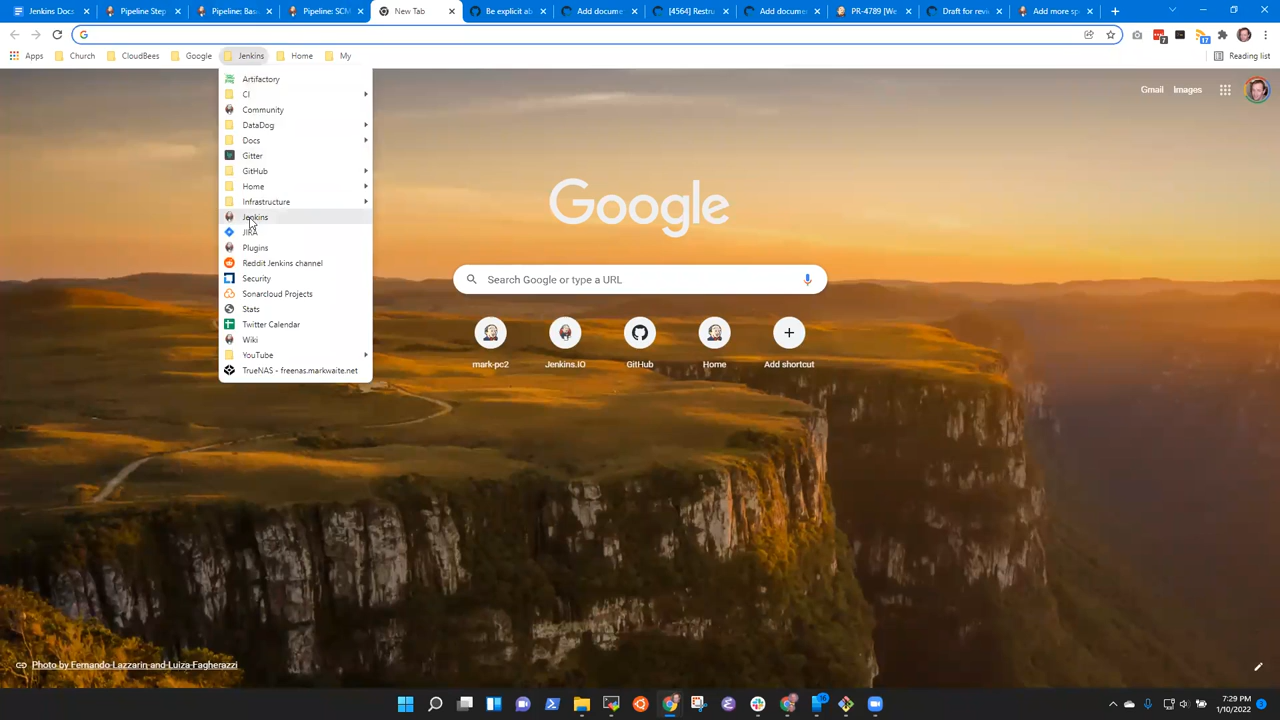 Jenkins Docs
Pipeline Step
Pipeline: Base
Pipeline: SCM
New Tab
Be explicit ab
Add docume
[4564] Restru
Add docume
PR-4789 [We
Draft for revie
Add more sp
Apps
Church
CloudBees
Google
Jenkins
Home
My
Reading list
Artifactory
CI
Community
DataDog
Docs
Gitter
GitHub
Home
Infrastructure
Jenkins
JIRA
Plugins
Reddit Jenkins channel
Security
Sonarcloud Projects
Stats
Twitter Calendar
Wiki
YouTube
TrueNAS - freenas.markwaite.net
Gmail
Images
Google
Search Google or type a URL
mark-pc2
Jenkins.IO
GitHub
Home
Add shortcut
Photo by Fernando-Lazzarin-and-Luiza-Fagherazzi
7:29 PM
1/10/2022